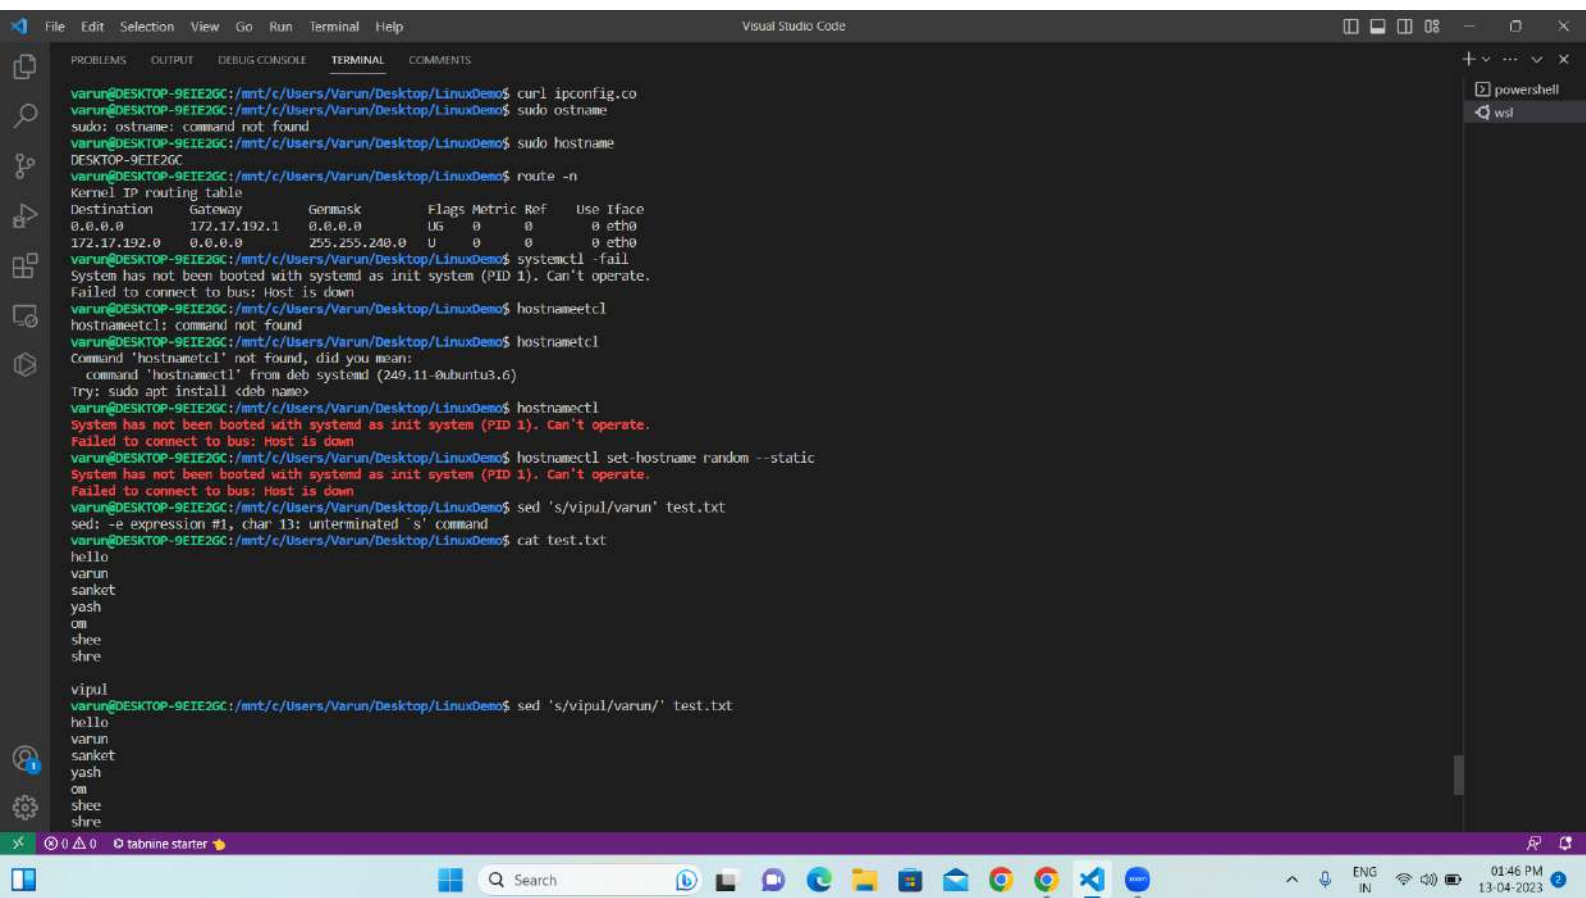 File Edit Selection View Go Run Terminal Help
Visual Studio Code
PROBLEMS OUTPUT DEBUG CONSOLE TERMINAL COMMENTS
varun@DESKTOP-9EIE2GC:/mnt/c/Users/Varun/Desktop/LinuxDemo$ curl ipconfig.co
varun@DESKTOP-9EIE2GC:/mnt/c/Users/Varun/Desktop/LinuxDemo$ sudo ostname
sudo: ostname: command not found
varun@DESKTOP-9EIE2GC:/mnt/c/Users/Varun/Desktop/LinuxDemo$ sudo hostname
DESKTOP-9EIE2GC
varun@DESKTOP-9EIE2GC:/mnt/c/Users/Varun/Desktop/LinuxDemo$ route -n
Kernel IP routing table
Destination Gateway Genmask Flags Metric Ref Use Iface
0.0.0.0 172.17.192.1 0.0.0.0 UG 0 0 0 eth0
172.17.192.0 0.0.0.0 255.255.240.0 U 0 0 0 eth0
varun@DESKTOP-9EIE2GC:/mnt/c/Users/Varun/Desktop/LinuxDemo$ systemctl -fail
System has not been booted with systemd as init system (PID 1). Can't operate.
Failed to connect to bus: Host is down
varun@DESKTOP-9EIE2GC:/mnt/c/Users/Varun/Desktop/LinuxDemo$ hostnameetcl
hostnameetcl: command not found
varun@DESKTOP-9EIE2GC:/mnt/c/Users/Varun/Desktop/LinuxDemo$ hostnametcl
Command 'hostnametcl' not found, did you mean:
command 'hostnamectl' from deb systemd (249.11-0ubuntu3.6)
Try: sudo apt install <deb name>
varun@DESKTOP-9EIE2GC:/mnt/c/Users/Varun/Desktop/LinuxDemo$ hostnamectl
System has not been booted with systemd as init system (PID 1). Can't operate.
Failed to connect to bus: Host is down
varun@DESKTOP-9EIE2GC:/mnt/c/Users/Varun/Desktop/LinuxDemo$ hostnamectl set-hostname random --static
System has not been booted with systemd as init system (PID 1). Can't operate.
Failed to connect to bus: Host is down
varun@DESKTOP-9EIE2GC:/mnt/c/Users/Varun/Desktop/LinuxDemo$ sed 's/vipul/varun' test.txt
sed: -e expression #1, char 13: unterminated `s' command
varun@DESKTOP-9EIE2GC:/mnt/c/Users/Varun/Desktop/LinuxDemo$ cat test.txt
hello
varun
sanket
yash
om
shee
shre
vipul
varun@DESKTOP-9EIE2GC:/mnt/c/Users/Varun/Desktop/LinuxDemo$ sed 's/vipul/varun/' test.txt
hello
varun
sanket
yash
om
shee
shre
powershell
wsl
1
0 0 tabnine starter
Search
ENG
IN
01:46 PM
13-04-2023
2